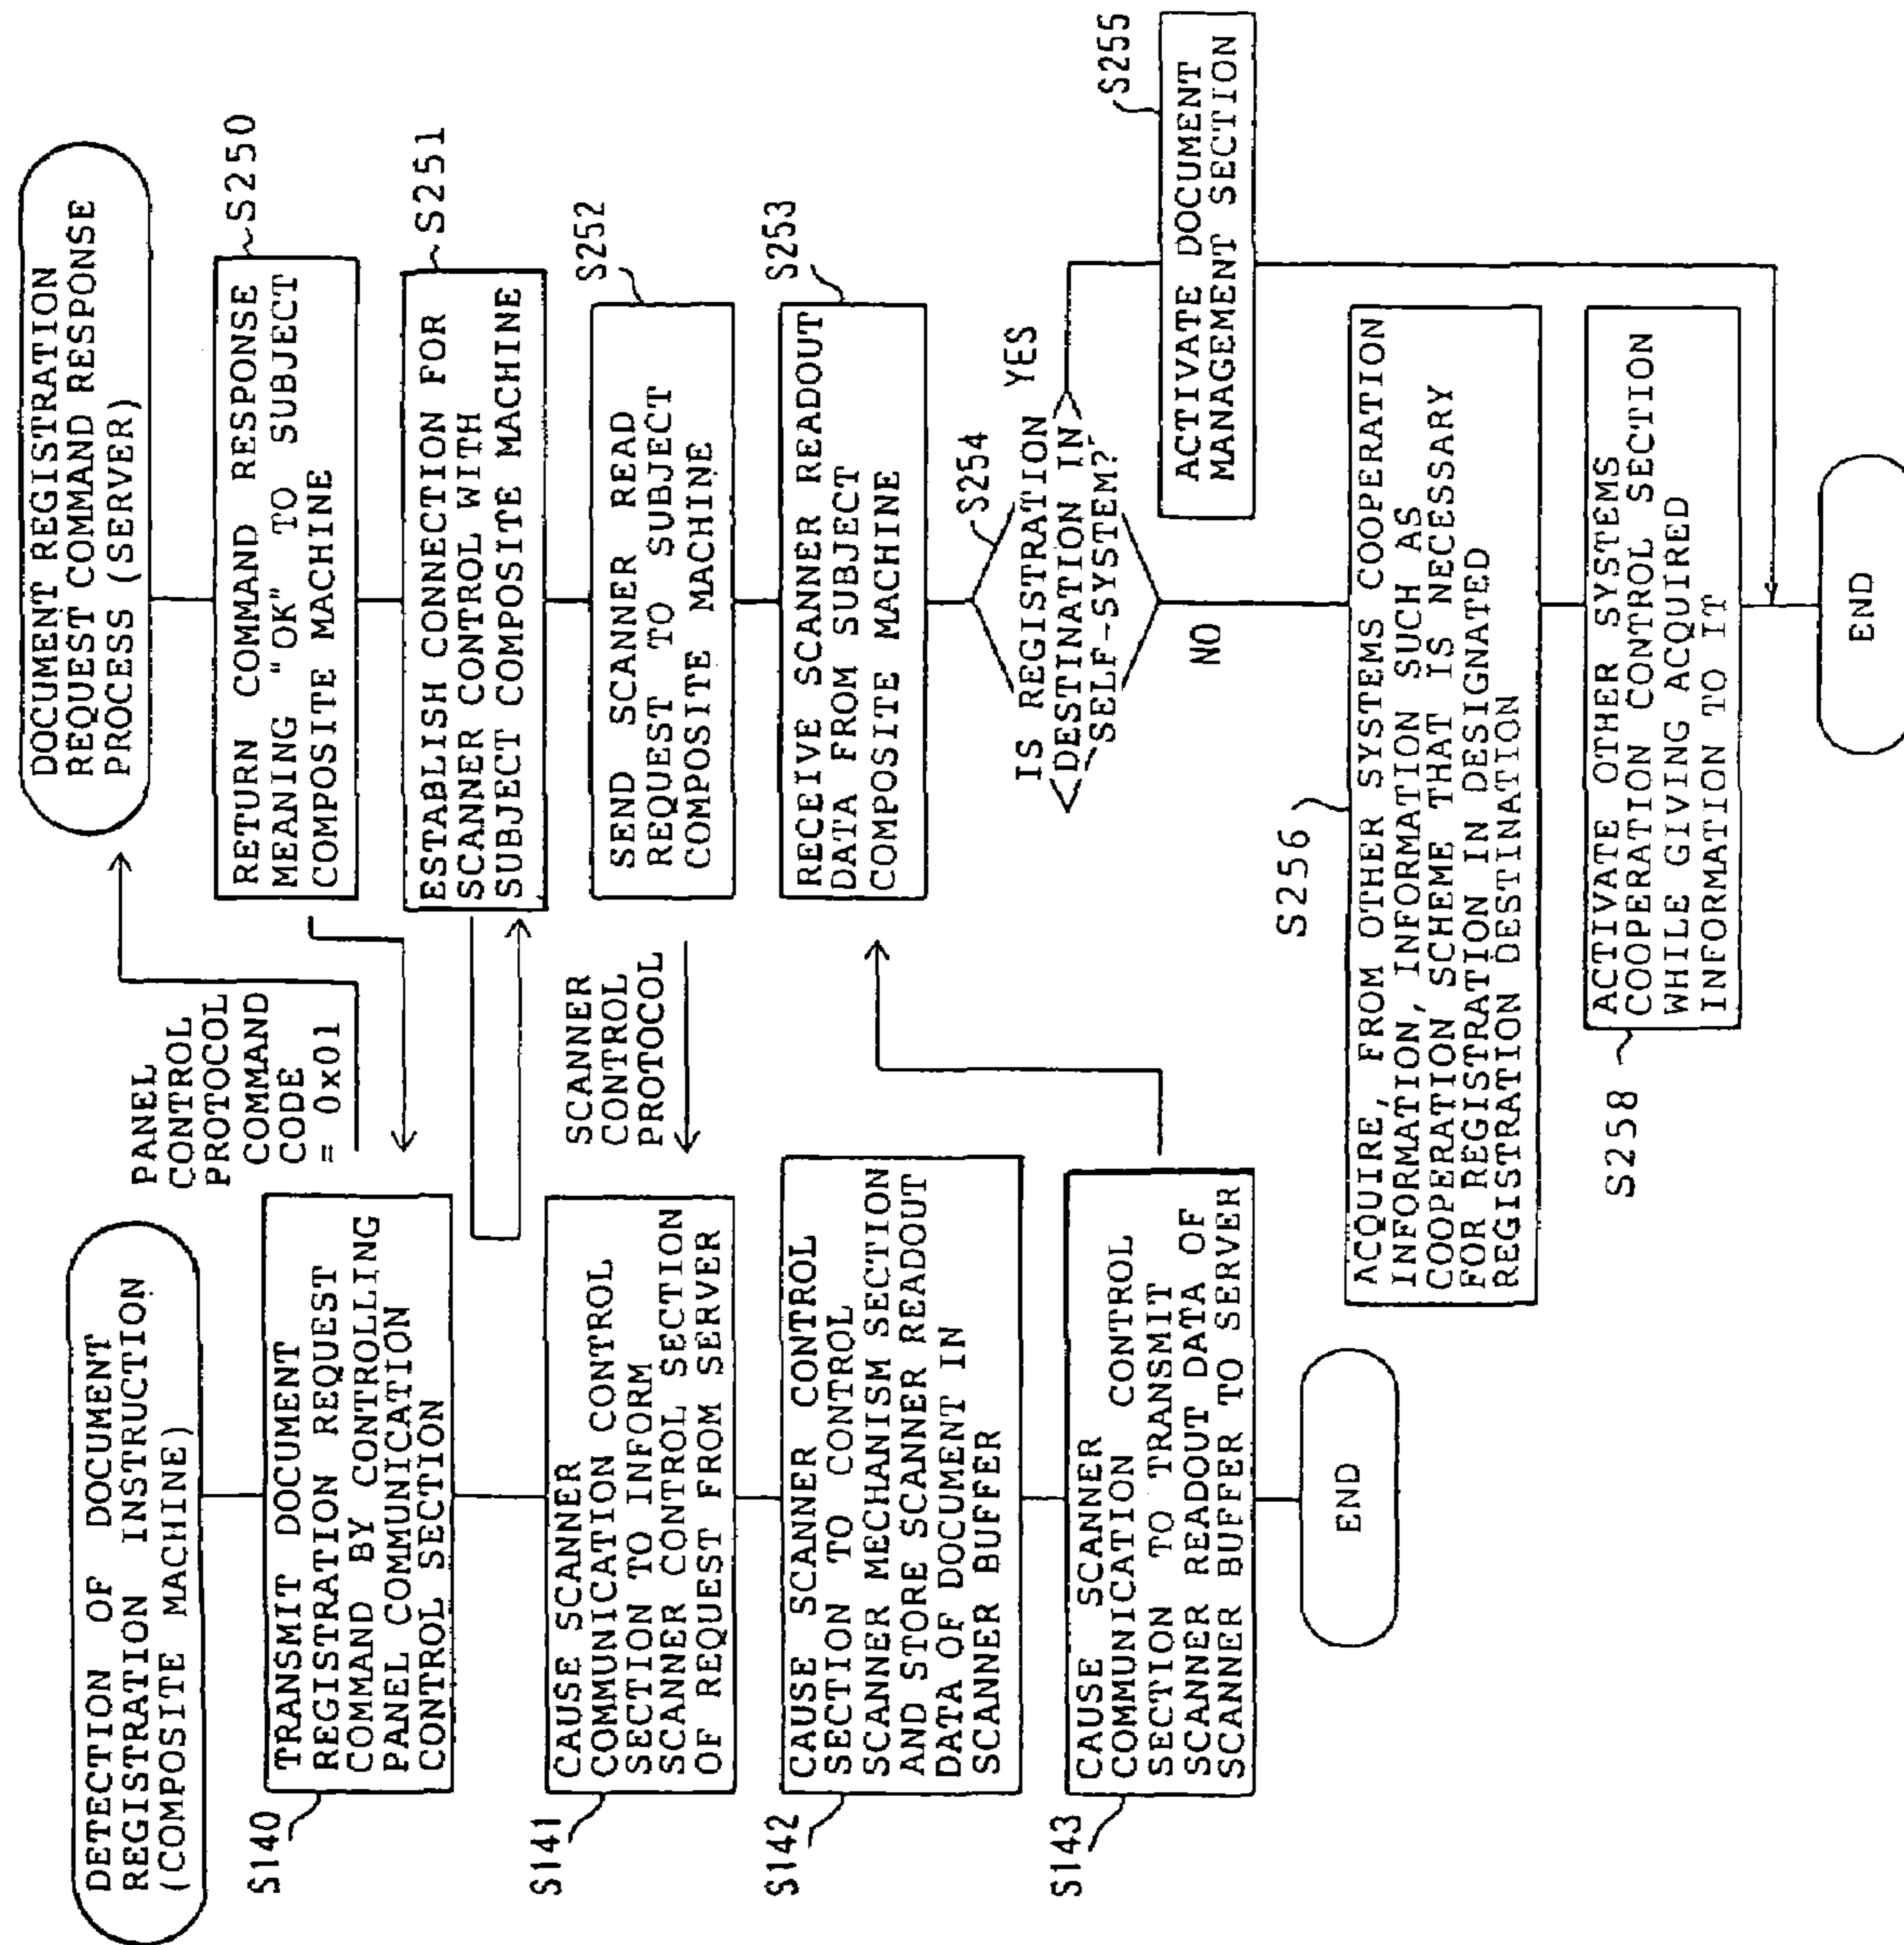 DETECTION OF DOCUMENT
REGISTRATION INSTRUCTION
(COMPOSITE MACHINE)
S140
TRANSMIT DOCUMENT
REGISTRATION REQUEST
COMMAND BY CONTROLLING
PANEL COMMUNICATION
CONTROL SECTION
S141
CAUSE SCANNER
COMMUNICATION CONTROL
SECTION TO INFORM
SCANNER CONTROL SECTION
OF REQUEST FROM SERVER
S142
CAUSE SCANNER CONTROL
SECTION TO CONTROL
SCANNER MECHANISM SECTION
AND STORE SCANNER READOUT
DATA OF DOCUMENT IN
SCANNER BUFFER
S143
CAUSE SCANNER
COMMUNICATION CONTROL
SECTION TO TRANSMIT
SCANNER READOUT DATA OF
SCANNER BUFFER TO SERVER
END
PANEL
CONTROL
PROTOCOL
COMMAND
CODE
= 0x01
SCANNER
CONTROL
PROTOCOL
DOCUMENT REGISTRATION
REQUEST COMMAND RESPONSE
PROCESS (SERVER)
S250
RETURN COMMAND RESPONSE
MEANING "OK" TO SUBJECT
COMPOSITE MACHINE
S251
ESTABLISH CONNECTION FOR
SCANNER CONTROL WITH
SUBJECT COMPOSITE MACHINE
S252
SEND SCANNER READ
REQUEST TO SUBJECT
COMPOSITE MACHINE
S253
RECEIVE SCANNER READOUT
DATA FROM SUBJECT
COMPOSITE MACHINE
S254
IS REGISTRATION
DESTINATION IN
SELF-SYSTEM?
YES
NO
S255
ACTIVATE DOCUMENT
MANAGEMENT SECTION
S256
ACQUIRE, FROM OTHER SYSTEMS COOPERATION
INFORMATION, INFORMATION SUCH AS
COOPERATION SCHEME THAT IS NECESSARY
FOR REGISTRATION IN DESIGNATED
REGISTRATION DESTINATION
S258
ACTIVATE OTHER SYSTEMS
COOPERATION CONTROL SECTION
WHILE GIVING ACQUIRED
INFORMATION TO IT
END